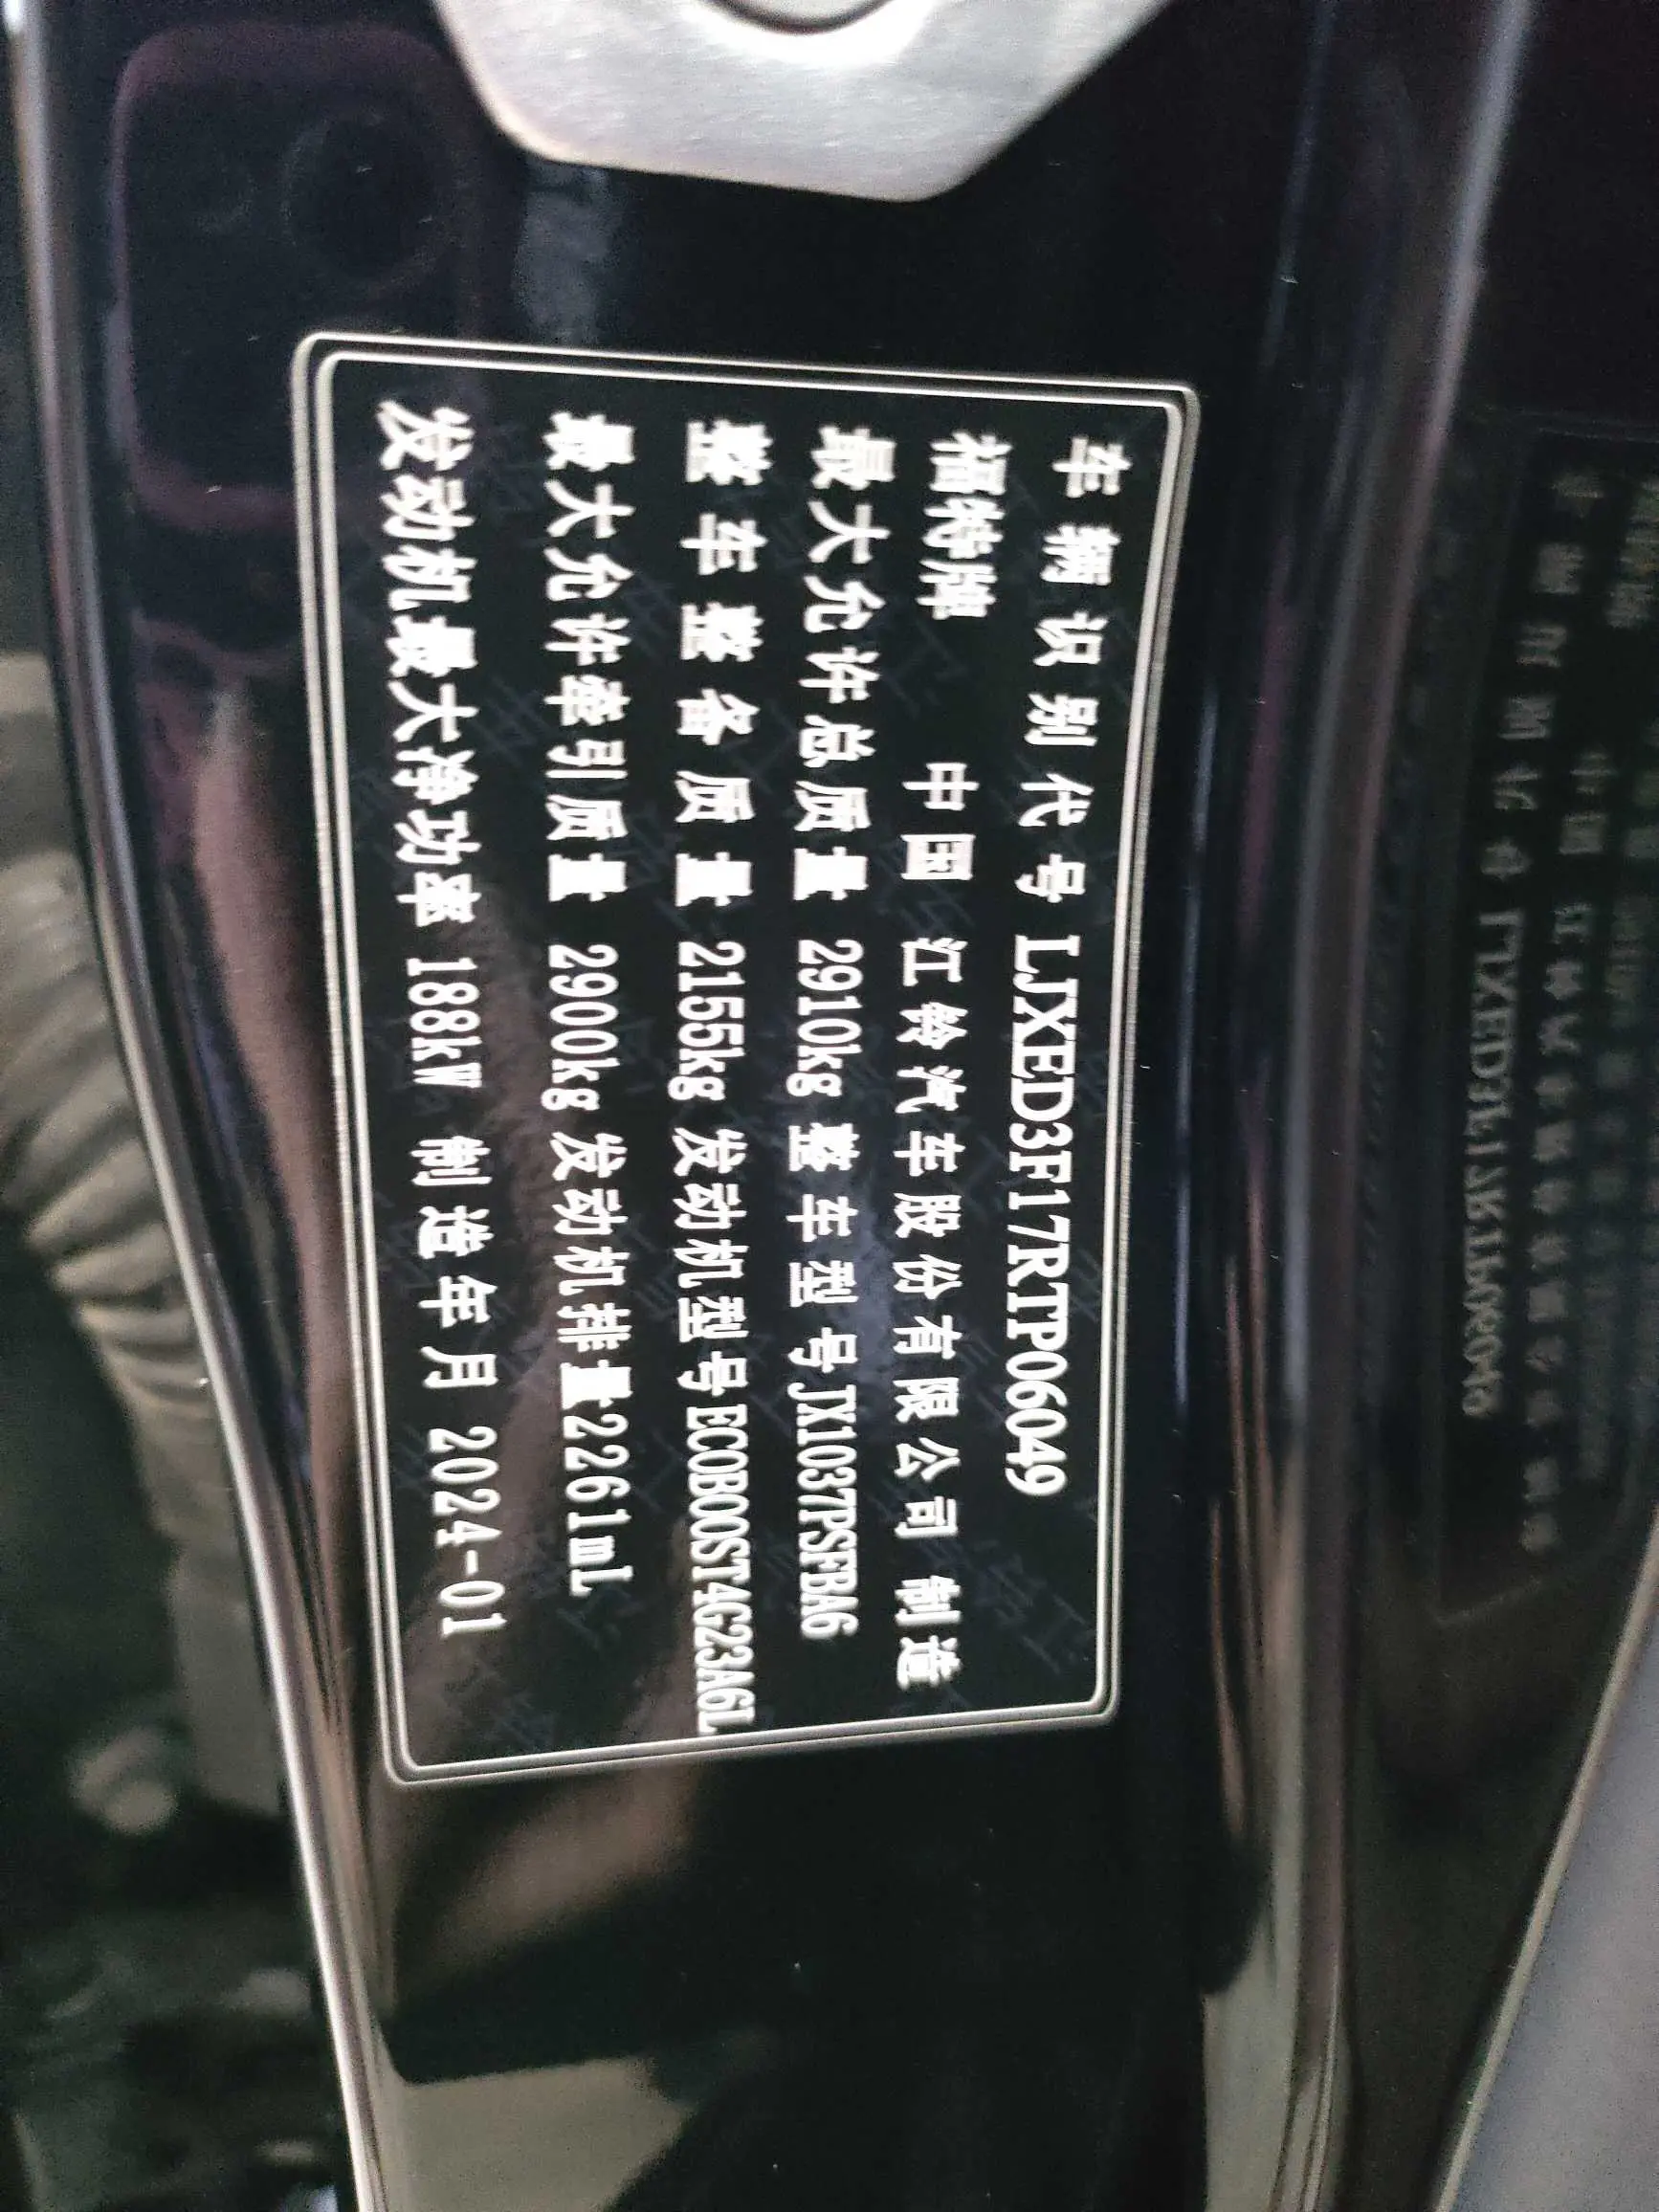 车辆识别代号 LJXED3F17RTP06049
福特牌 中国 江铃汽车股份有限公司 制造
最大允许总质量 2910kg 整车型号 JX1037PSFBA6
整车整备质量 2155kg 发动机型号 ECOBOOST4G23A6L
最大允许牵引质量 2900kg 发动机排量 2261mL
发动机最大净功率 188kW 制造年月 2024-01